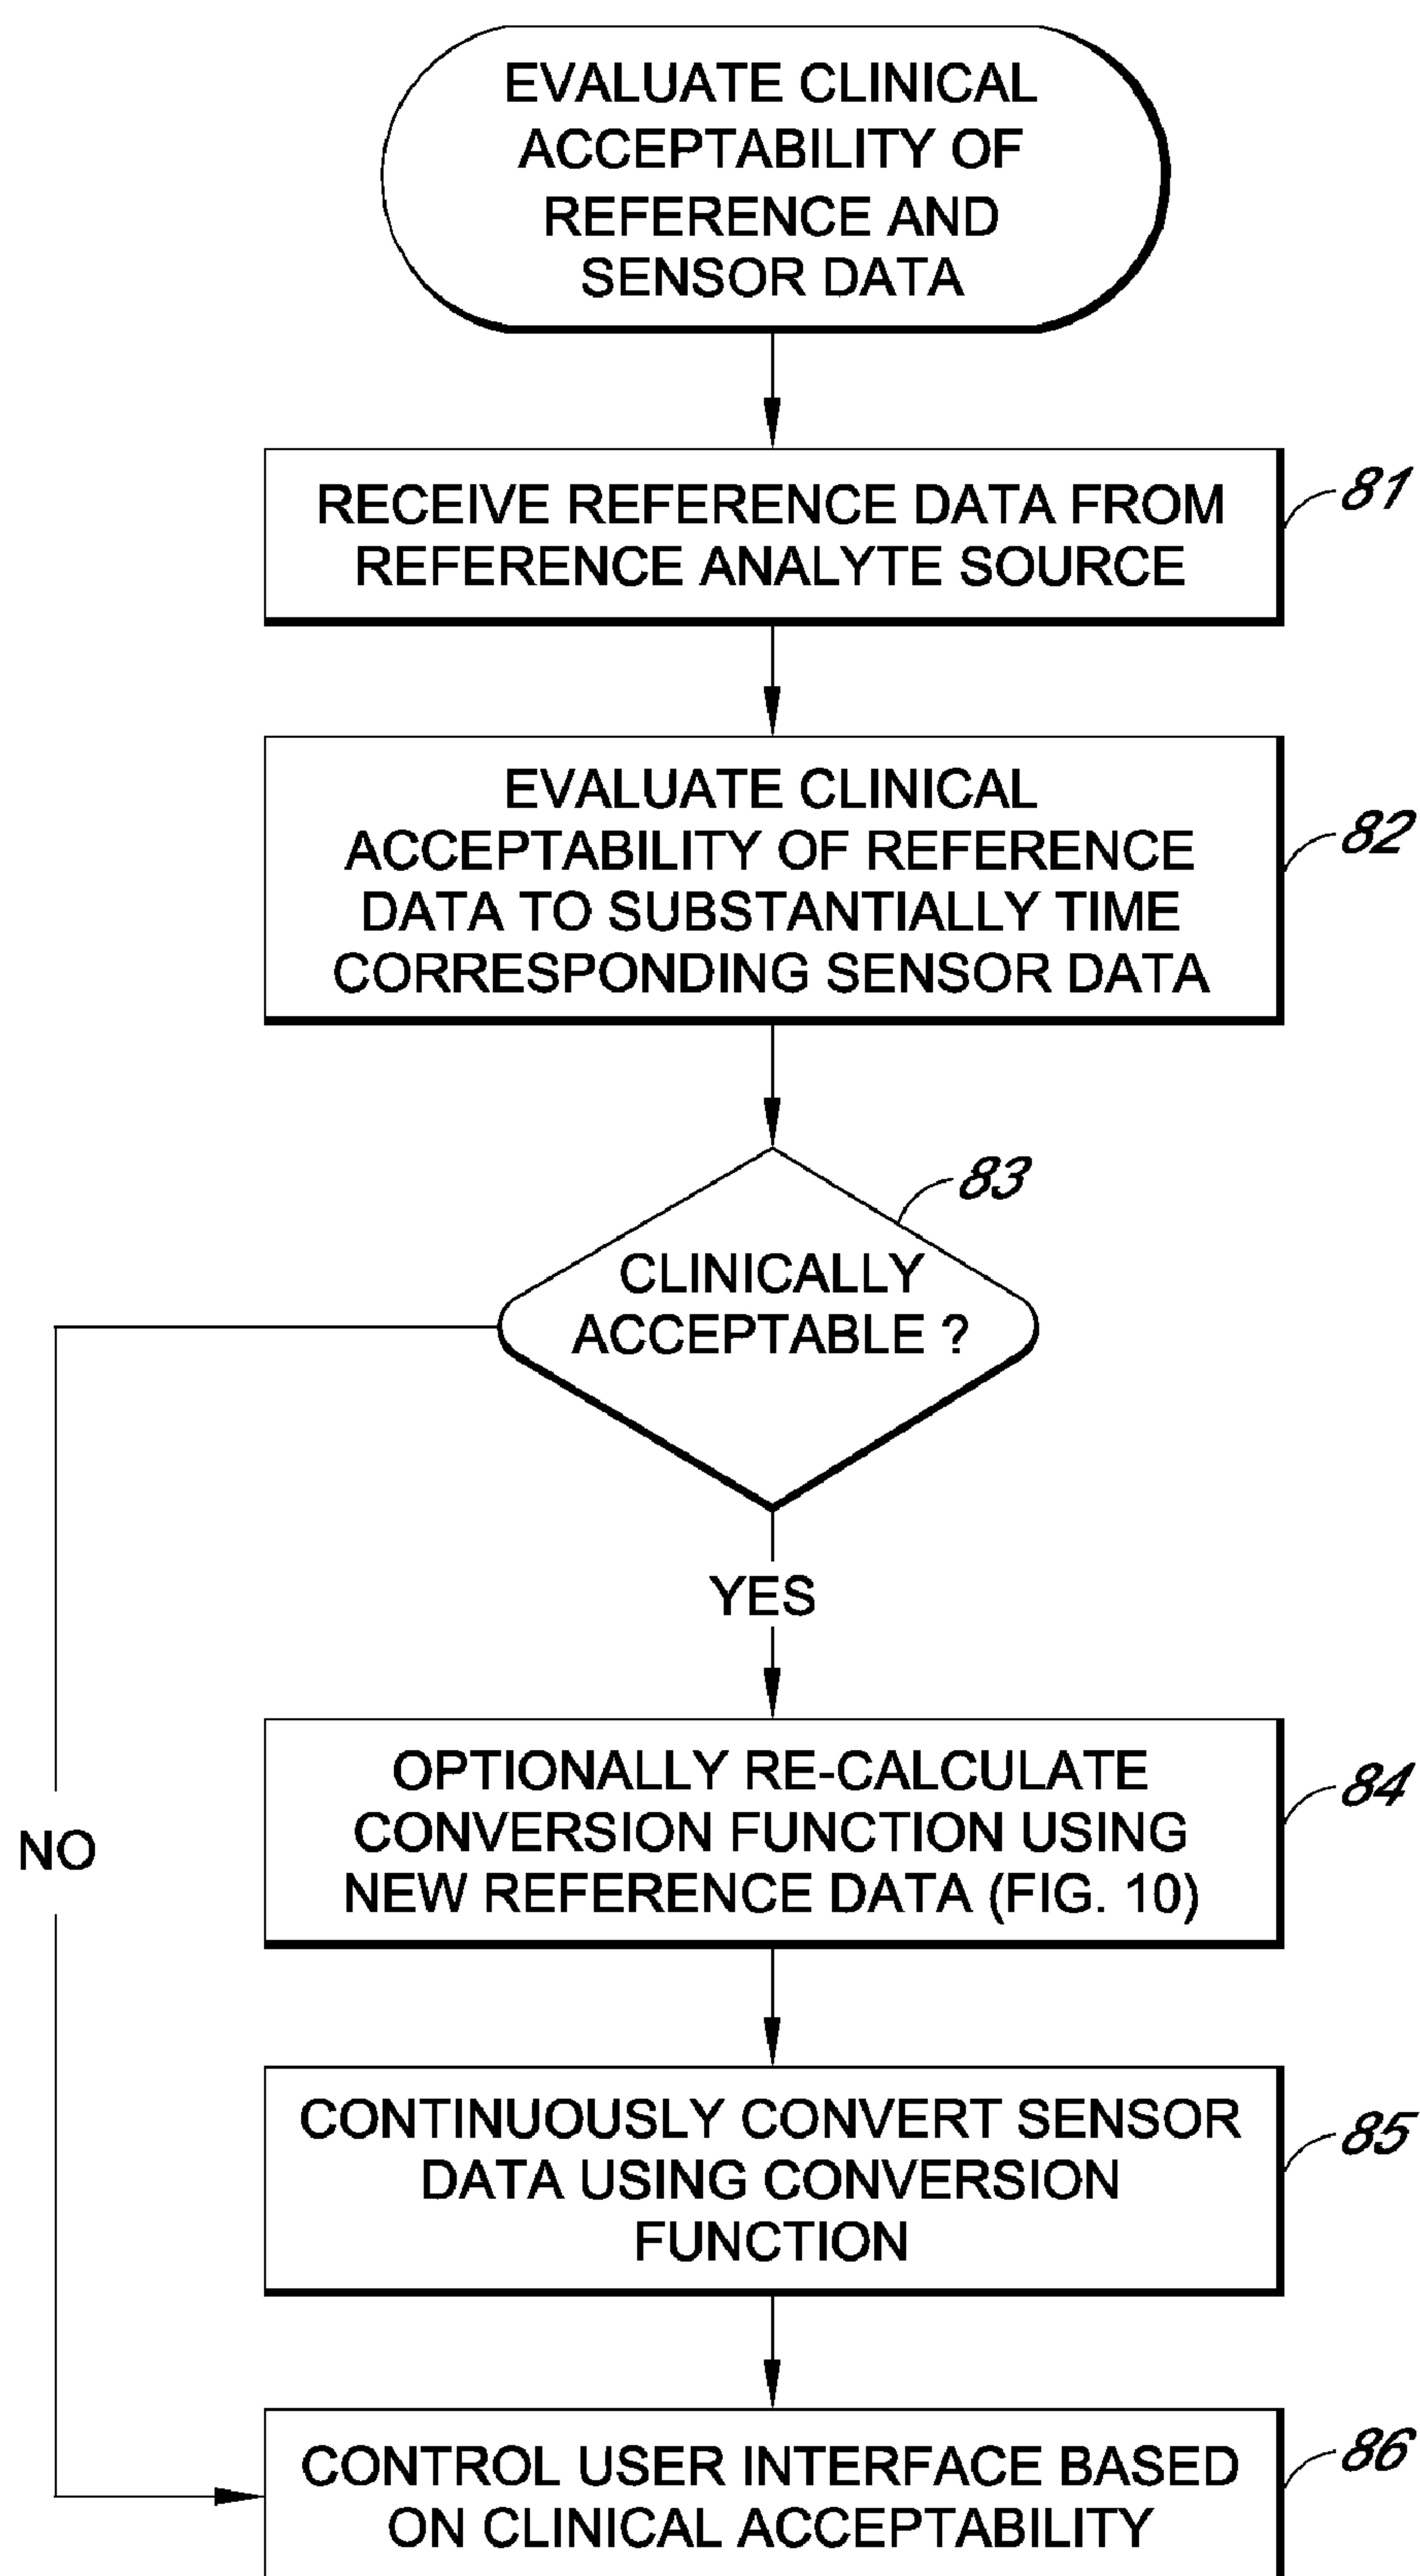 EVALUATE CLINICAL
ACCEPTABILITY OF
REFERENCE AND
SENSOR DATA
RECEIVE REFERENCE DATA FROM
REFERENCE ANALYTE SOURCE
81
EVALUATE CLINICAL
ACCEPTABILITY OF REFERENCE
DATA TO SUBSTANTIALLY TIME
CORRESPONDING SENSOR DATA
82
83
CLINICALLY
ACCEPTABLE ?
YES
NO
OPTIONALLY RE-CALCULATE
CONVERSION FUNCTION USING
NEW REFERENCE DATA (FIG. 10)
84
CONTINUOUSLY CONVERT SENSOR
DATA USING CONVERSION
FUNCTION
85
CONTROL USER INTERFACE BASED
ON CLINICAL ACCEPTABILITY
86